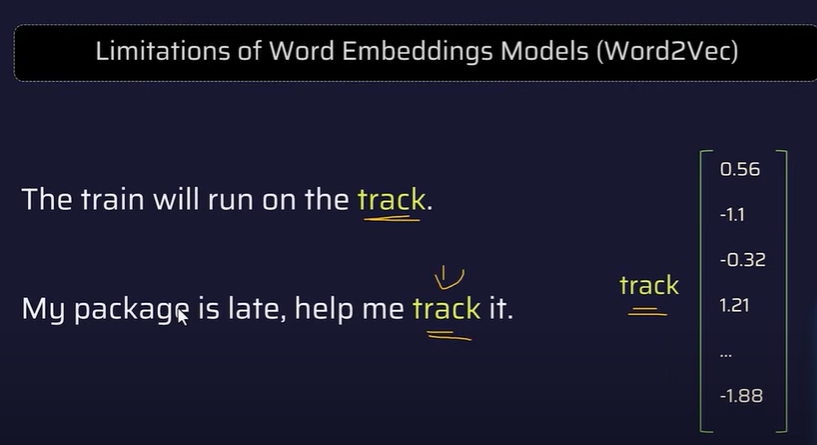 Limitations of Word Embeddings Models (Word2Vec)
The train will run on the track.
My package is late, help me track it.
track
0.56
-1.1
-0.32
1.21
...
-1.88